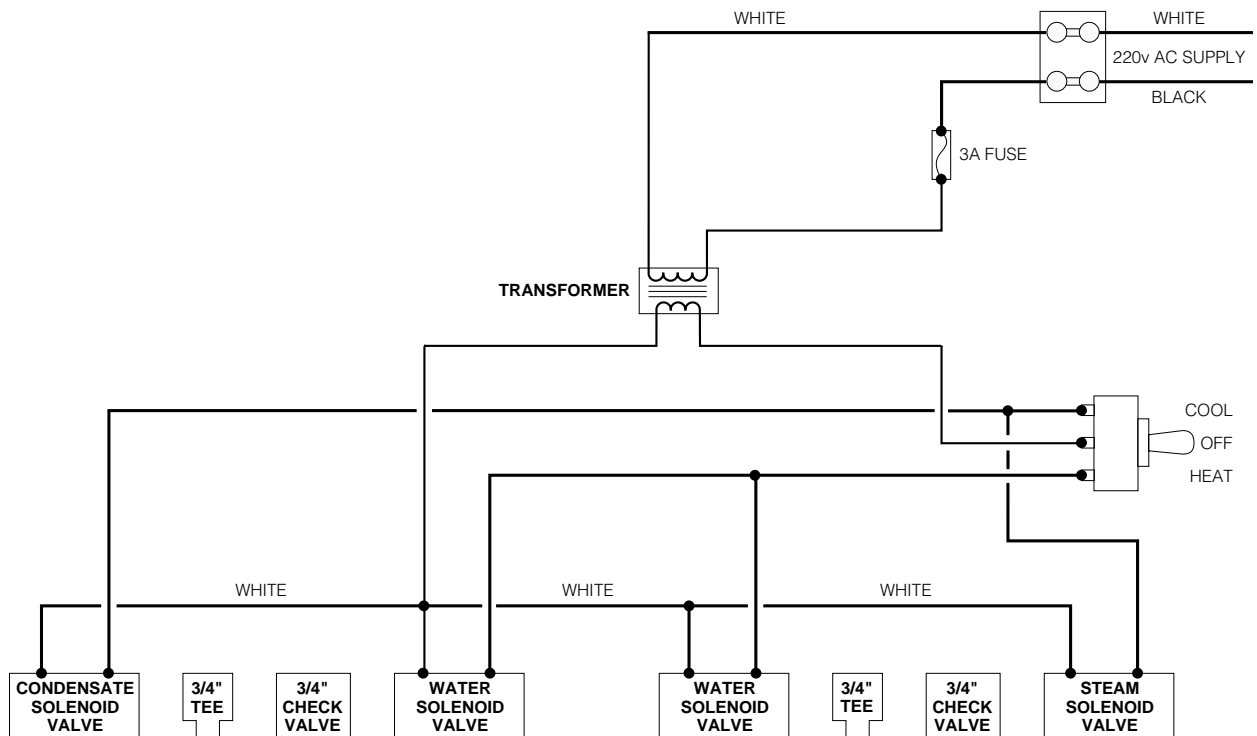 WHITE
WHITE
220v AC SUPPLY
BLACK
3A FUSE
TRANSFORMER
COOL
OFF
HEAT
WHITE
WHITE
WHITE
CONDENSATE
SOLENOID
VALVE
3/4"
TEE
3/4"
CHECK
VALVE
WATER
SOLENOID
VALVE
WATER
SOLENOID
VALVE
3/4"
TEE
3/4"
CHECK
VALVE
STEAM
SOLENOID
VALVE